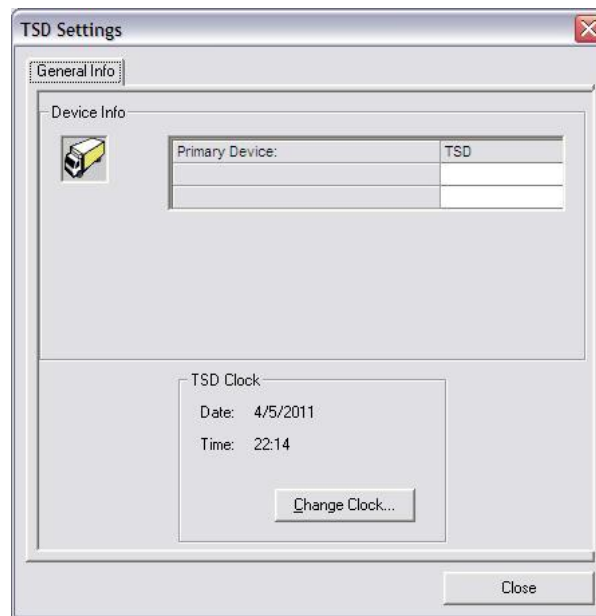 TSD Settings
General Info
Device Info
Primary Device: TSD
TSD Clock
Date: 4/5/2011
Time: 22:14
Change Clock...
Close